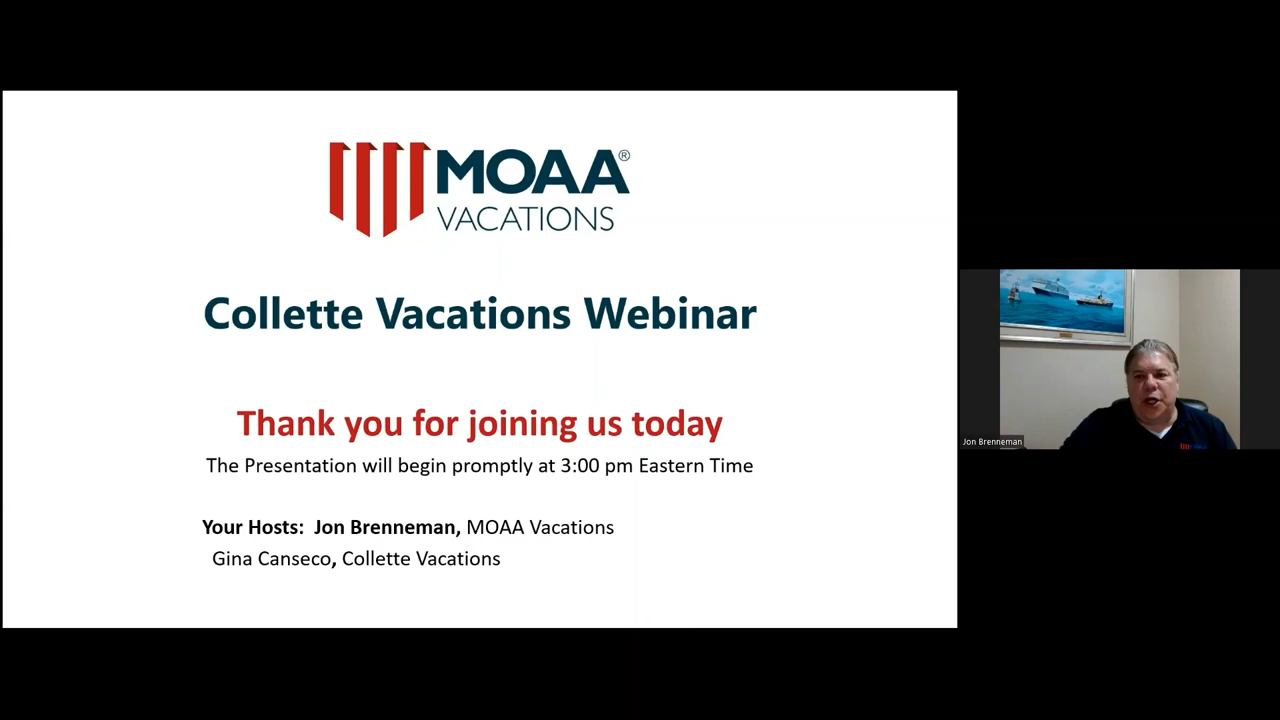 MOAA®
VACATIONS
Collette Vacations Webinar
Thank you for joining us today
The Presentation will begin promptly at 3:00 pm Eastern Time
Your Hosts: Jon Brenneman, MOAA Vacations
Gina Canseco, Collette Vacations
Jon Brenneman